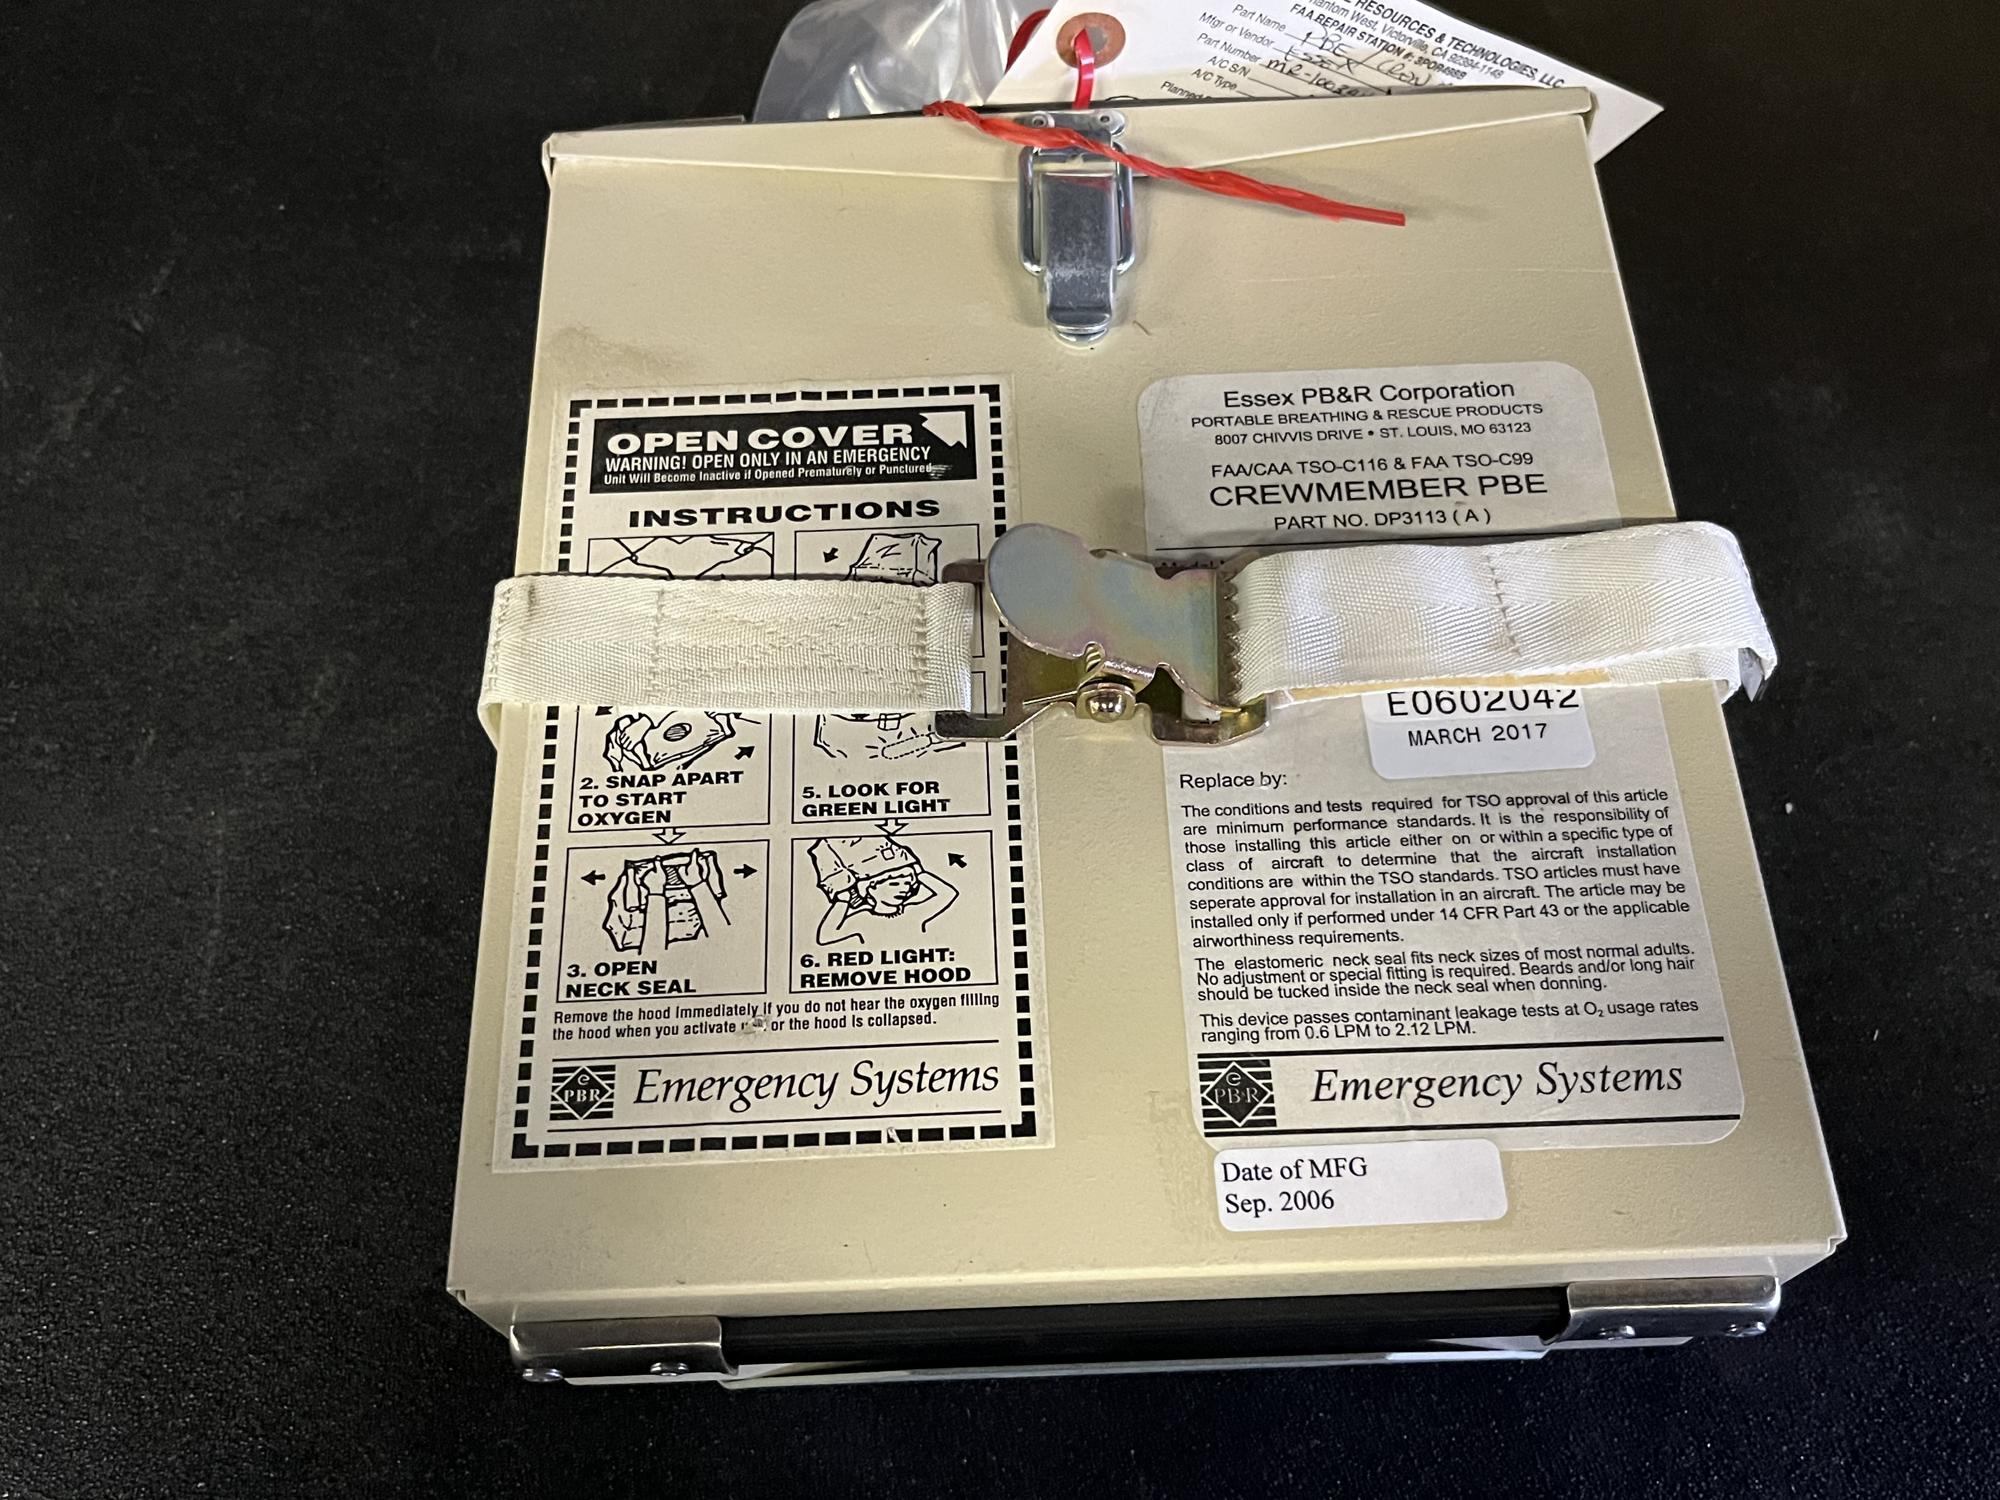 RESOURCES & TECHNOLOGIES, LLC
West, Victorville, CA 92394-1148
FAA REPAIR STATION #:
Part Name PBE
Mfgr or Vendor ESSEX
Part Number
A/C S/N
A/C Type
OPEN COVER
WARNING! OPEN ONLY IN AN EMERGENCY
Unit Will Become Inactive if Opened Prematurely or Punctured
INSTRUCTIONS
2. SNAP APART
TO START
OXYGEN
3. OPEN
NECK SEAL
5. LOOK FOR
GREEN LIGHT
6. RED LIGHT:
REMOVE HOOD
Remove the hood immediately if you do not hear the oxygen filling
the hood when you activate or the hood is collapsed.
e
PBR
Emergency Systems
Essex PB&R Corporation
PORTABLE BREATHING & RESCUE PRODUCTS
8007 CHIVVIS DRIVE • ST. LOUIS, MO 63123
FAA/CAA TSO-C116 & FAA TSO-C99
CREWMEMBER PBE
PART NO. DP3113 ( A )
E0602042
MARCH 2017
Replace by:
The conditions and tests required for TSO approval of this article
are minimum performance standards. It is the responsibility of
those installing this article either on or within a specific type of
class of aircraft to determine that the aircraft installation
conditions are within the TSO standards. TSO articles must have
seperate approval for installation in an aircraft. The article may be
installed only if performed under 14 CFR Part 43 or the applicable
airworthiness requirements.
The elastomeric neck seal fits neck sizes of most normal adults.
No adjustment or special fitting is required. Beards and/or long hair
should be tucked inside the neck seal when donning.
This device passes contaminant leakage tests at O₂ usage rates
ranging from 0.6 LPM to 2.12 LPM.
e
PB&R
Emergency Systems
Date of MFG
Sep. 2006